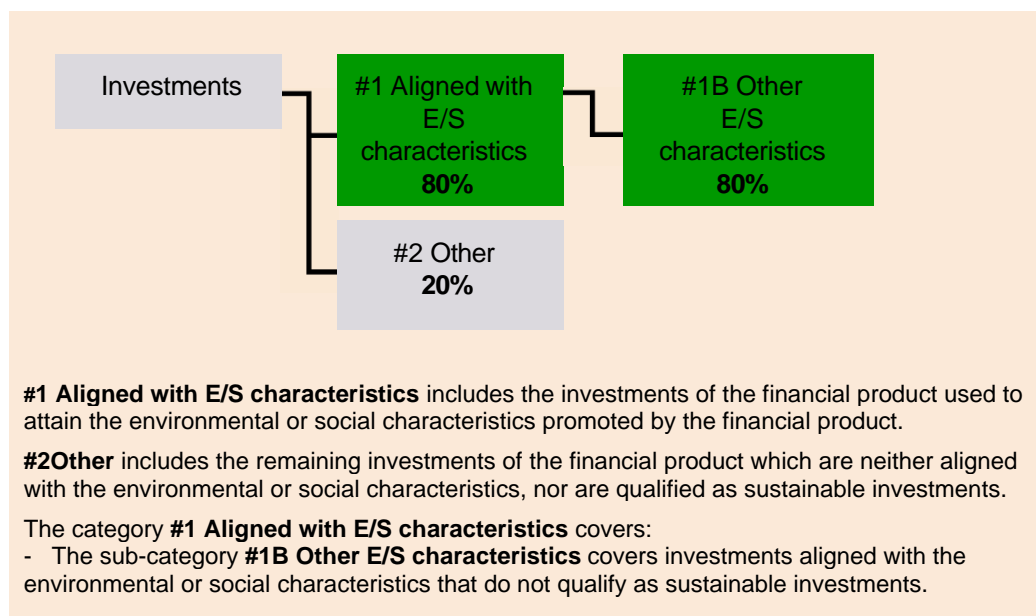 Investments
#1 Aligned with
E/S
characteristics
80%
#1B Other
E/S
characteristics
80%
#2 Other
20%
#1 Aligned with E/S characteristics includes the investments of the financial product used to
attain the environmental or social characteristics promoted by the financial product.
#2Other includes the remaining investments of the financial product which are neither aligned
with the environmental or social characteristics, nor are qualified as sustainable investments.
The category #1 Aligned with E/S characteristics covers:
- The sub-category #1B Other E/S characteristics covers investments aligned with the
environmental or social characteristics that do not qualify as sustainable investments.